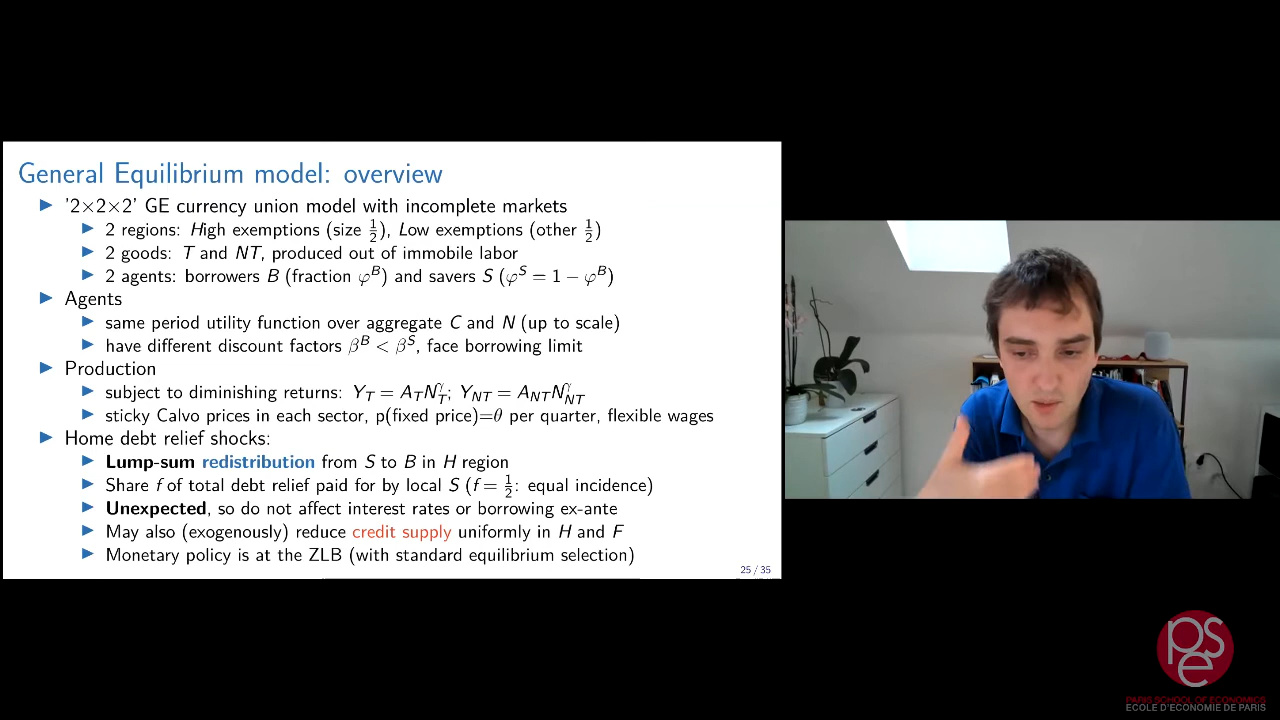 General Equilibrium model: overview
▶ '2×2×2' GE currency union model with incomplete markets
▶ 2 regions: High exemptions (size 1/2), Low exemptions (other 1/2)
▶ 2 goods: T and NT, produced out of immobile labor
▶ 2 agents: borrowers B (fraction φ^B) and savers S (φ^S = 1 − φ^B)
▶ Agents
▶ same period utility function over aggregate C and N (up to scale)
▶ have different discount factors β^B < β^S, face borrowing limit
▶ Production
▶ subject to diminishing returns: Y_T = A_T N_T^γ; Y_NT = A_NT N_NT^γ
▶ sticky Calvo prices in each sector, p(fixed price)=θ per quarter, flexible wages
▶ Home debt relief shocks:
▶ Lump-sum redistribution from S to B in H region
▶ Share f of total debt relief paid for by local S (f = 1/2: equal incidence)
▶ Unexpected, so do not affect interest rates or borrowing ex-ante
▶ May also (exogenously) reduce credit supply uniformly in H and F
▶ Monetary policy is at the ZLB (with standard equilibrium selection)
25 / 35
pse
PARIS SCHOOL OF ECONOMICS
ECOLE D'ECONOMIE DE PARIS